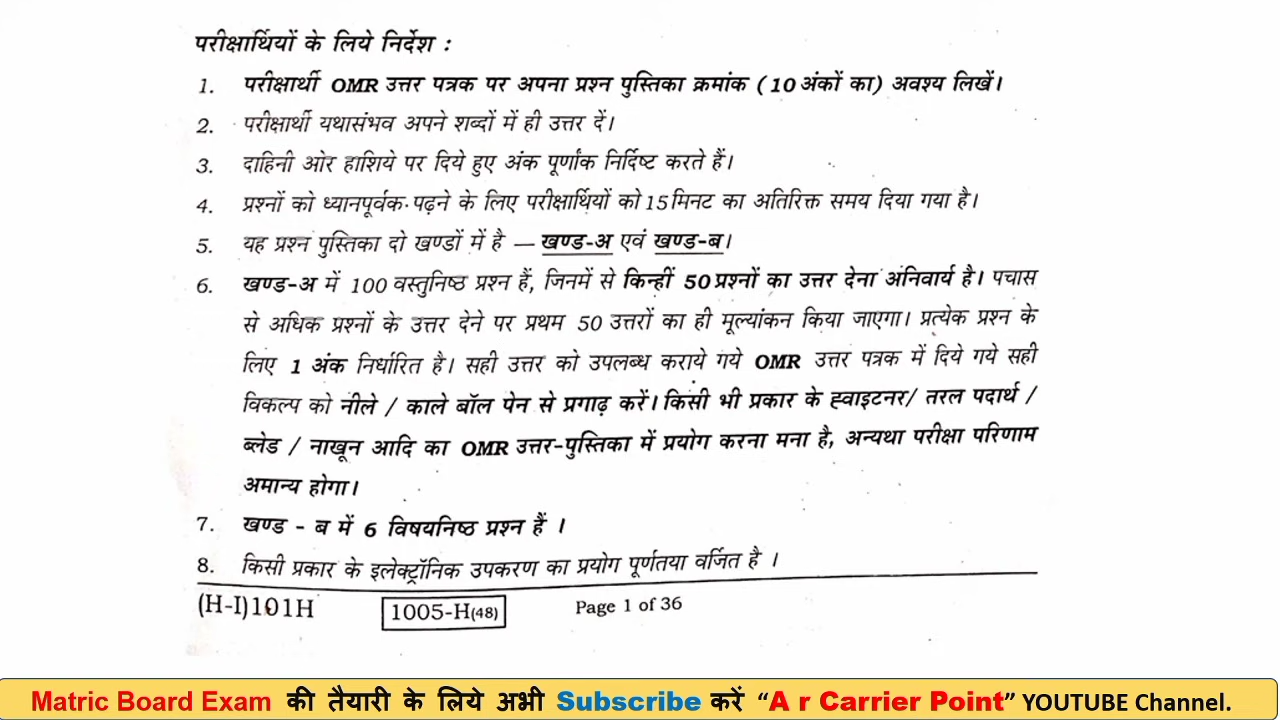 परीक्षार्थियों के लिये निर्देश :
1. परीक्षार्थी OMR उत्तर पत्रक पर अपना प्रश्न पुस्तिका क्रमांक (10 अंकों का) अवश्य लिखें।
2. परीक्षार्थी यथासंभव अपने शब्दों में ही उत्तर दें।
3. दाहिनी ओर हाशिये पर दिये हुए अंक पूर्णांक निर्दिष्ट करते हैं।
4. प्रश्नों को ध्यानपूर्वक पढ़ने के लिए परीक्षार्थियों को 15 मिनट का अतिरिक्त समय दिया गया है।
5. यह प्रश्न पुस्तिका दो खण्डों में है — खण्ड-अ एवं खण्ड-ब।
6. खण्ड-अ में 100 वस्तुनिष्ठ प्रश्न हैं, जिनमें से किन्हीं 50 प्रश्नों का उत्तर देना अनिवार्य है। पचास
से अधिक प्रश्नों के उत्तर देने पर प्रथम 50 उत्तरों का ही मूल्यांकन किया जाएगा। प्रत्येक प्रश्न के
लिए 1 अंक निर्धारित है। सही उत्तर को उपलब्ध कराये गये OMR उत्तर पत्रक में दिये गये सही
विकल्प को नीले / काले बॉल पेन से प्रगाढ़ करें। किसी भी प्रकार के ह्वाइटनर/ तरल पदार्थ /
ब्लेड / नाखून आदि का OMR उत्तर-पुस्तिका में प्रयोग करना मना है, अन्यथा परीक्षा परिणाम
अमान्य होगा।
7. खण्ड - ब में 6 विषयनिष्ठ प्रश्न हैं ।
8. किसी प्रकार के इलेक्ट्रॉनिक उपकरण का प्रयोग पूर्णतया वर्जित है ।
(H-I)101H 1005-H(48) Page 1 of 36
Matric Board Exam की तैयारी के लिये अभी Subscribe करें “A r Carrier Point” YOUTUBE Channel.